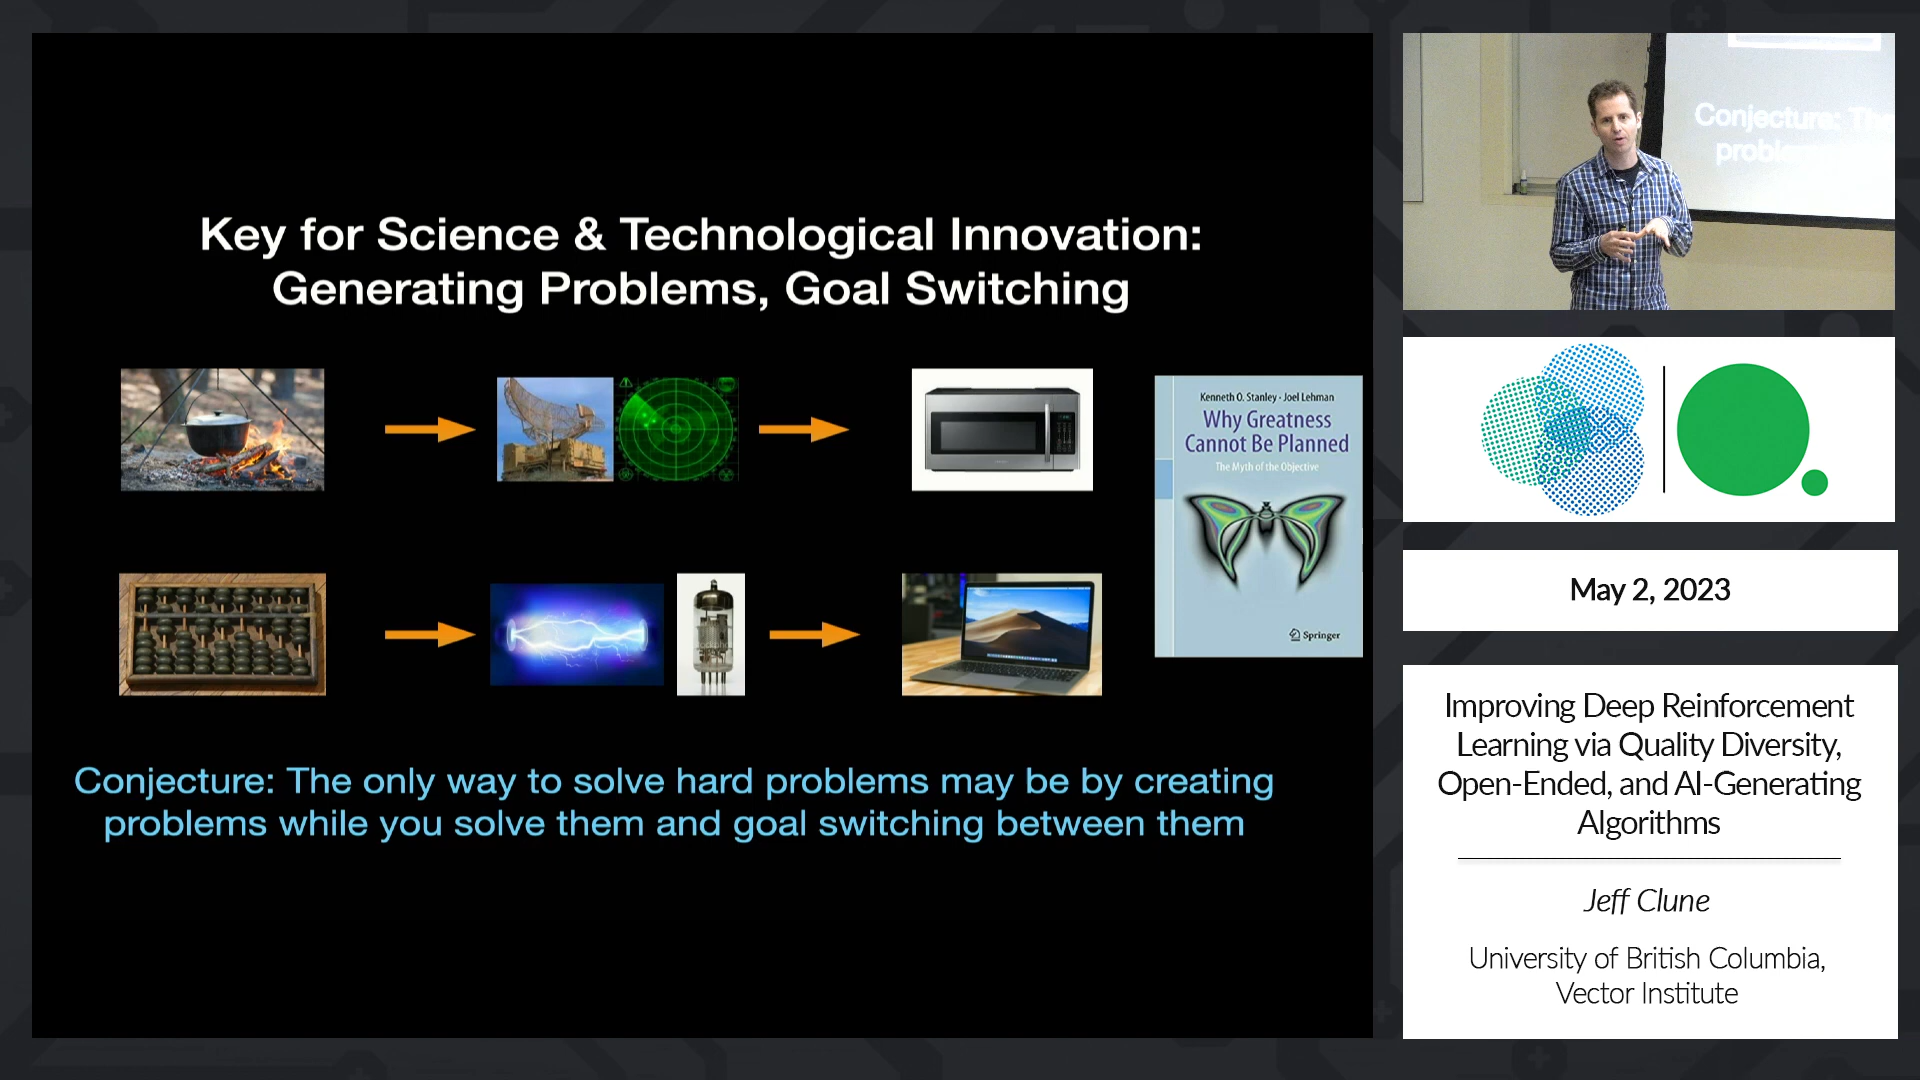 Key for Science & Technological Innovation:
Generating Problems, Goal Switching
Kenneth O. Stanley · Joel Lehman
Why Greatness
Cannot Be Planned
The Myth of the Objective
Springer
Conjecture: The only way to solve hard problems may be by creating
problems while you solve them and goal switching between them
Conjecture: The
proble
May 2, 2023
Improving Deep Reinforcement
Learning via Quality Diversity,
Open-Ended, and AI-Generating
Algorithms
Jeff Clune
University of British Columbia,
Vector Institute